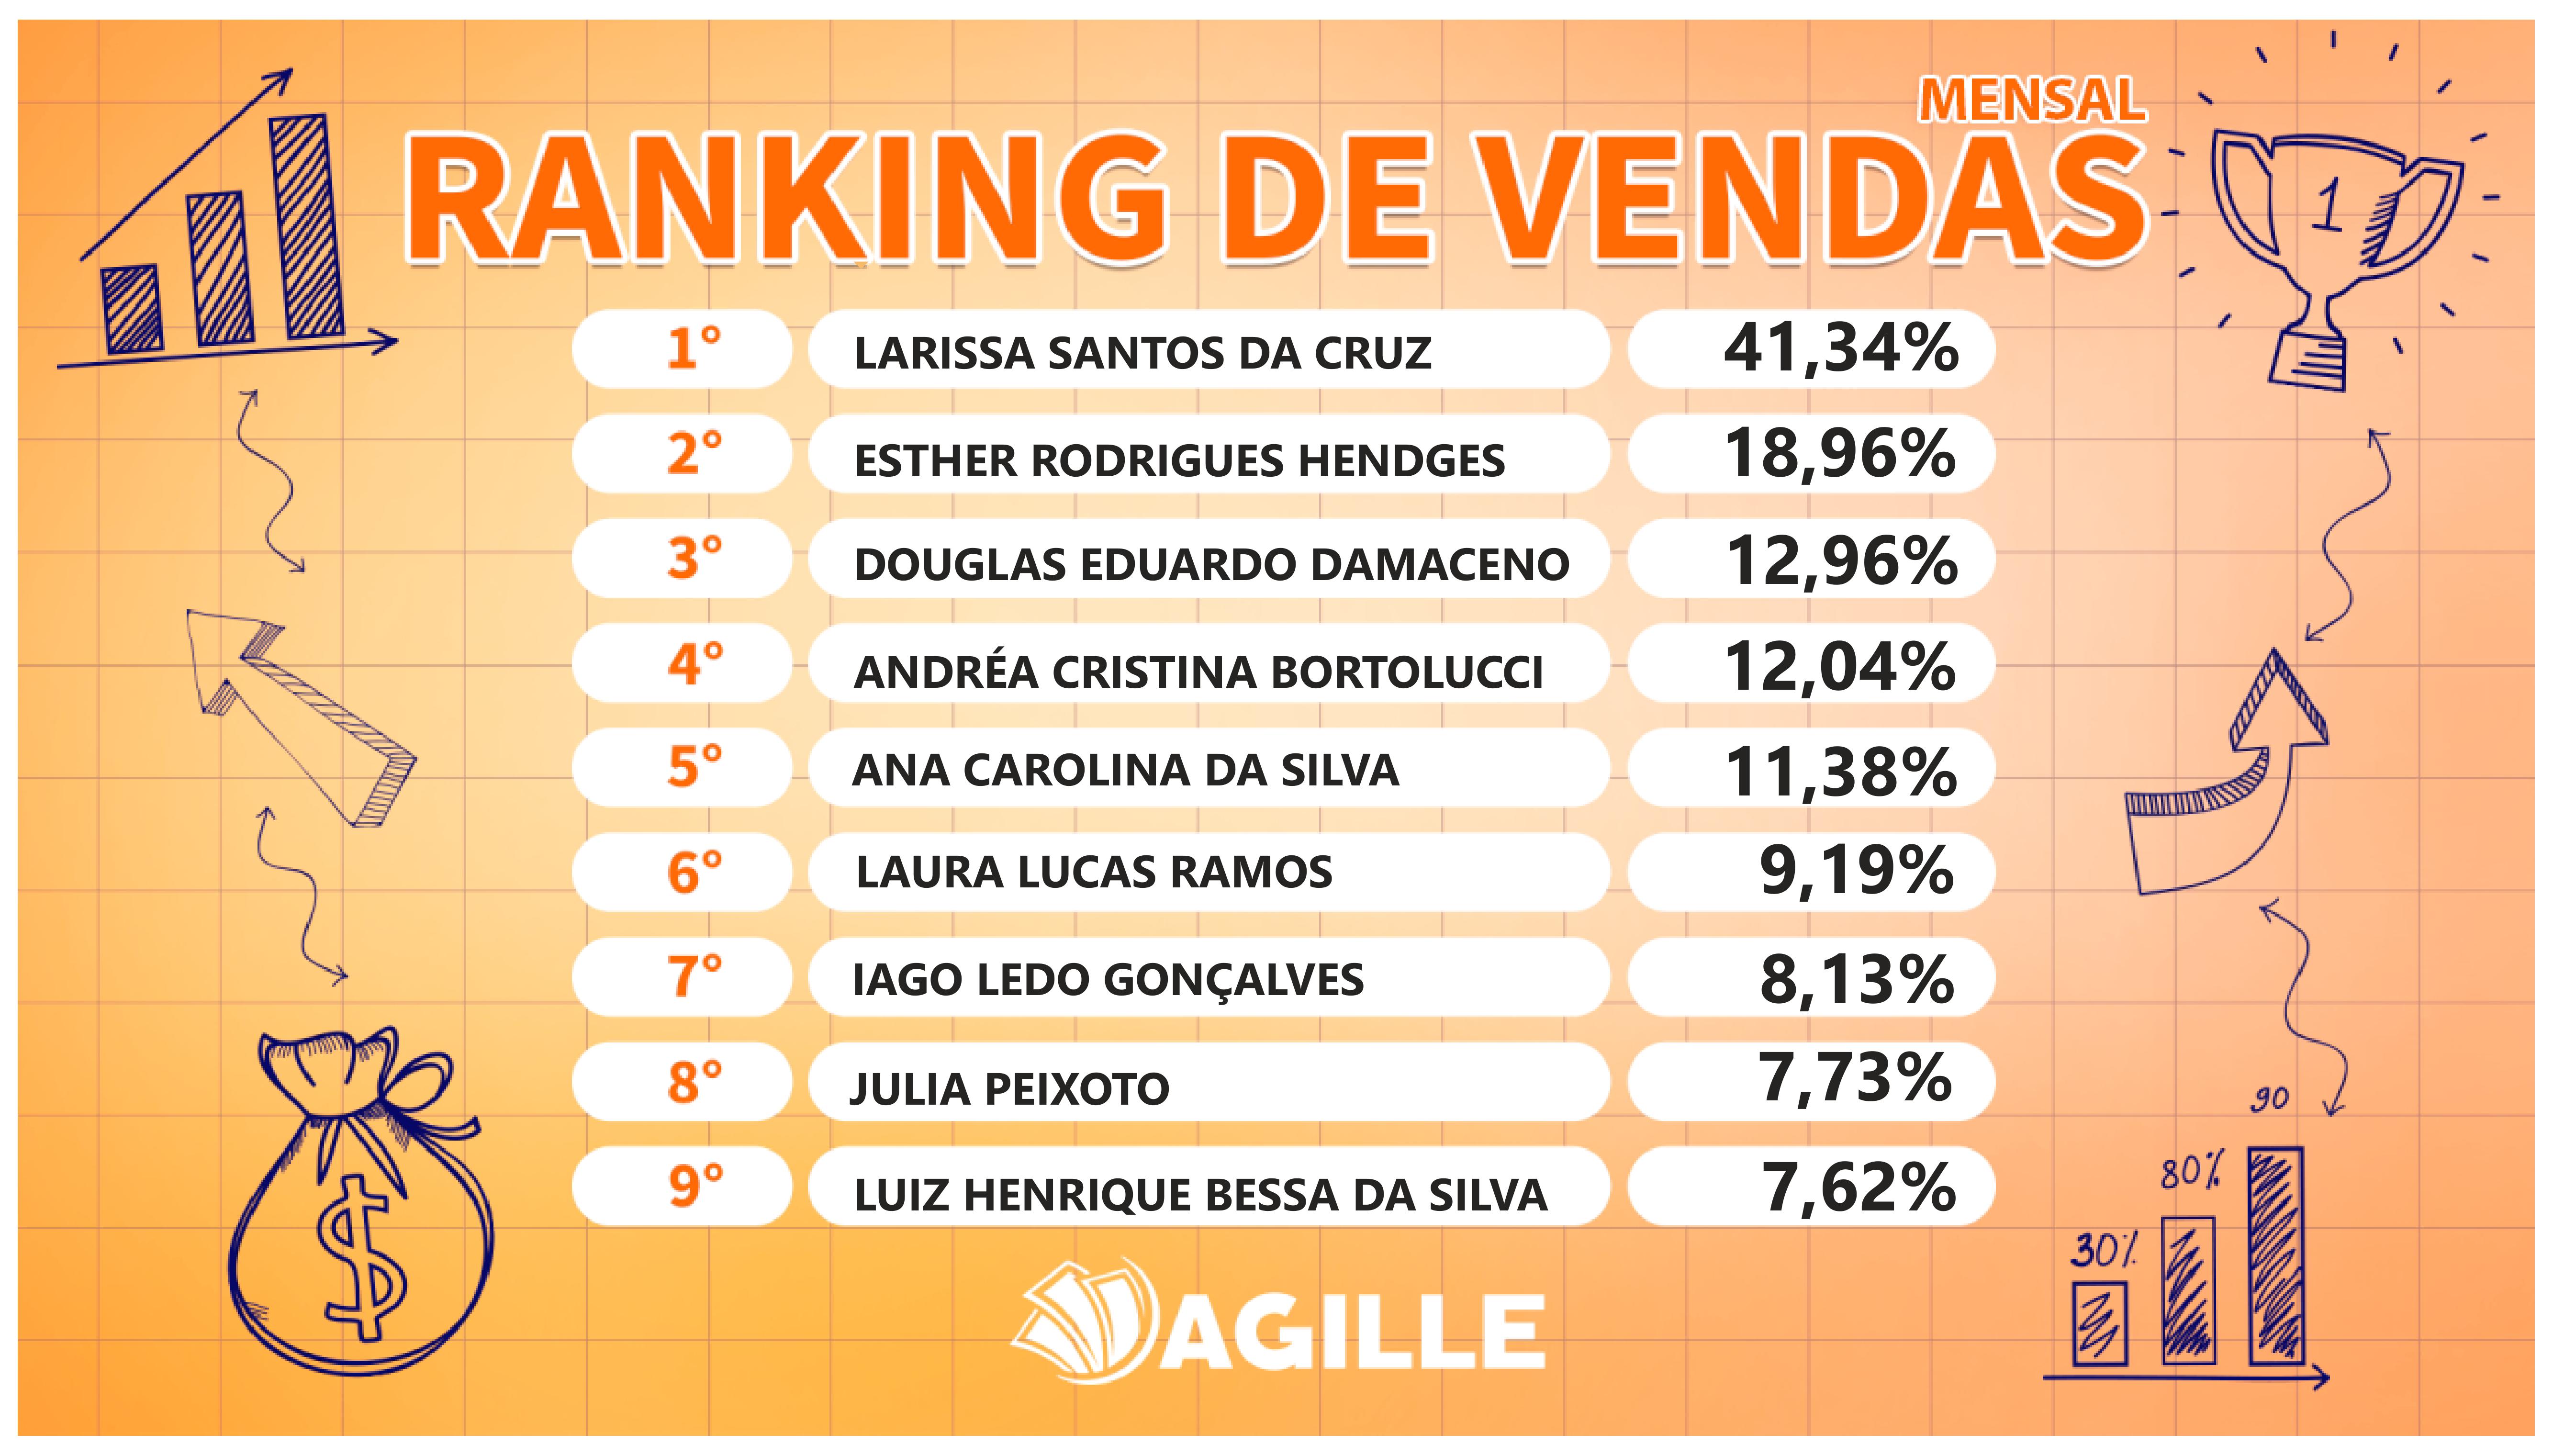 MENSAL
RANKING DE VENDAS
1
1° LARISSA SANTOS DA CRUZ 41,34%
2° ESTHER RODRIGUES HENDGES 18,96%
3° DOUGLAS EDUARDO DAMACENO 12,96%
4° ANDRÉA CRISTINA BORTOLUCCI 12,04%
5° ANA CAROLINA DA SILVA 11,38%
6° LAURA LUCAS RAMOS 9,19%
7° IAGO LEDO GONÇALVES 8,13%
8° JULIA PEIXOTO 7,73%
9° LUIZ HENRIQUE BESSA DA SILVA 7,62%
$
90
80%
30%
AGILLE